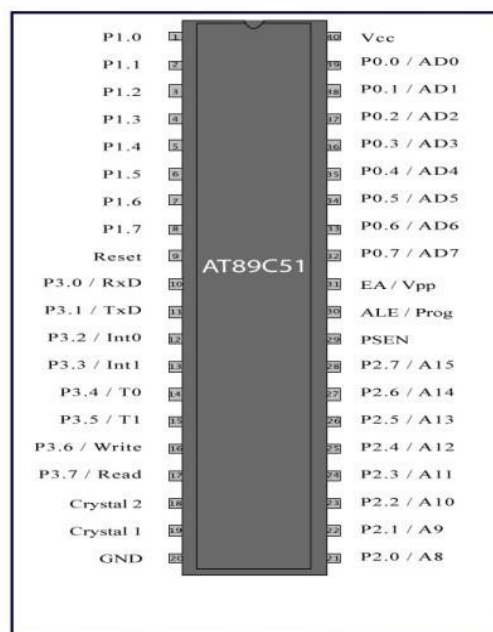 P1.0 1 40 Vcc
P1.1 2 39 P0.0 / AD0
P1.2 3 38 P0.1 / AD1
P1.3 4 37 P0.2 / AD2
P1.4 5 36 P0.3 / AD3
P1.5 6 35 P0.4 / AD4
P1.6 7 34 P0.5 / AD5
P1.7 8 33 P0.6 / AD6
Reset 9 32 P0.7 / AD7
AT89C51
P3.0 / RxD 10 31 EA / Vpp
P3.1 / TxD 11 30 ALE / Prog
P3.2 / Int0 12 29 PSEN
P3.3 / Int1 13 28 P2.7 / A15
P3.4 / T0 14 27 P2.6 / A14
P3.5 / T1 15 26 P2.5 / A13
P3.6 / Write 16 25 P2.4 / A12
P3.7 / Read 17 24 P2.3 / A11
Crystal 2 18 23 P2.2 / A10
Crystal 1 19 22 P2.1 / A9
GND 20 21 P2.0 / A8